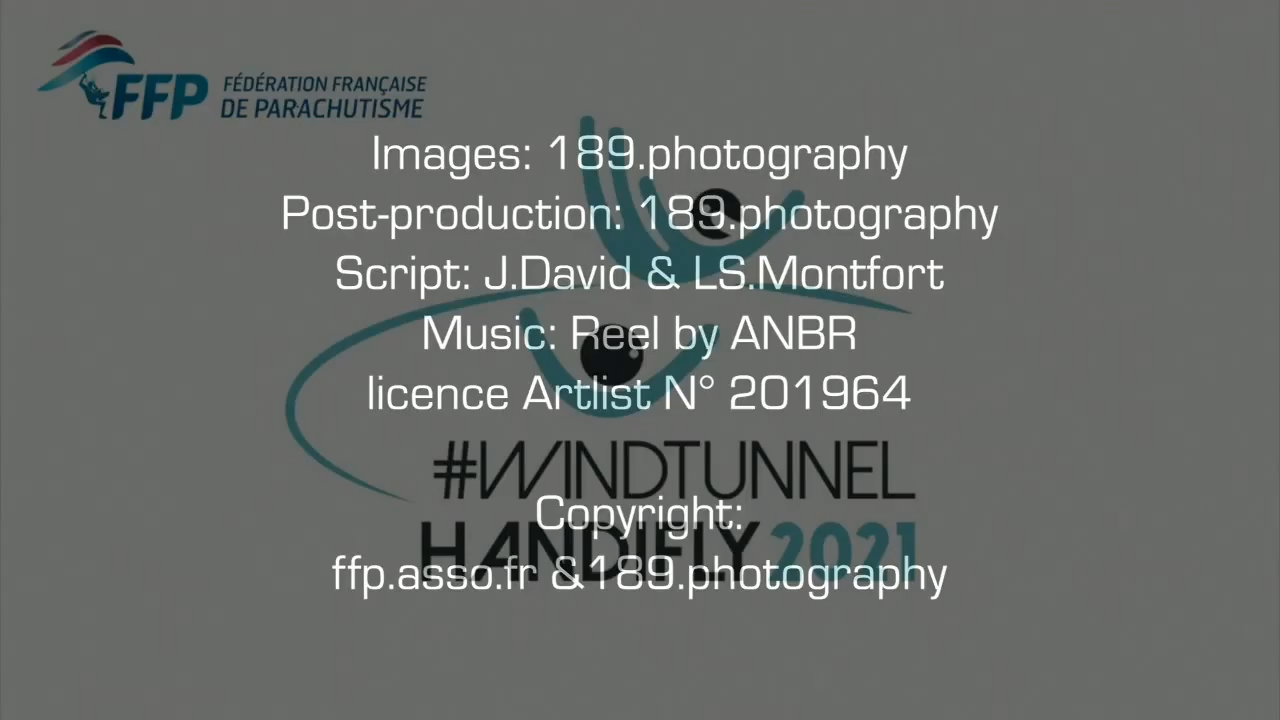 FFP FÉDÉRATION FRANÇAISE
DE PARACHUTISME
Images: 189.photography
Post-production: 189.photography
Script: J.David & LS.Montfort
Music: Reel by ANBR
licence Artlist N° 201964
#WINDTUNNEL
Copyright:
HANDIFLY 2021
ffp.asso.fr &189.photography